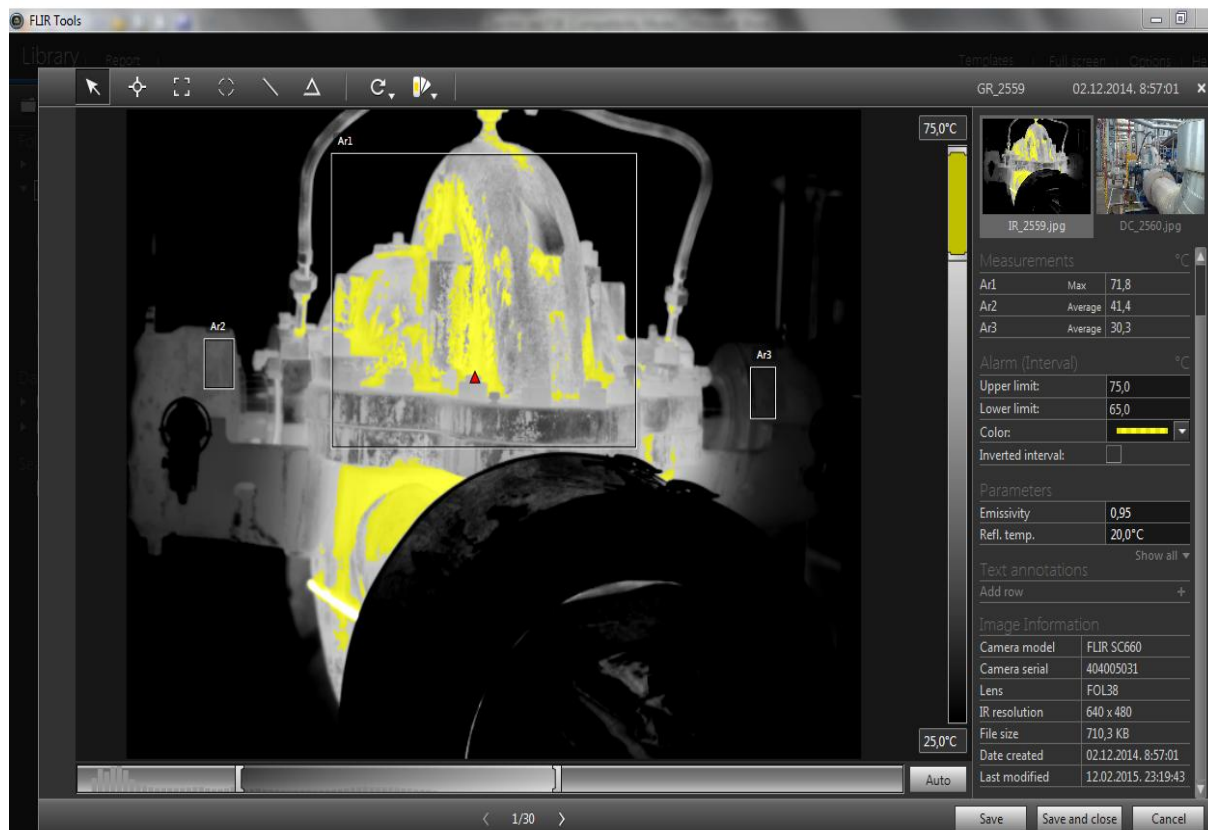 FLIR Tools
Library Report Templates Full screen Options
GR_2559 02.12.2014. 8:57:01
Ar1
75,0°C
Ar2
Ar3
25,0°C
Auto
IR_2559.jpg DC_2560.jpg
Measurements °C
Ar1 Max 71,8
Ar2 Average 41,4
Ar3 Average 30,3
Alarm (Interval) °C
Upper limit: 75,0
Lower limit: 65,0
Color:
Inverted interval:
Parameters
Emissivity 0,95
Refl. temp. 20,0°C
Show all
Text annotations
Add row +
Image Information
Camera model FLIR SC660
Camera serial 404005031
Lens FOL38
IR resolution 640 x 480
File size 710,3 KB
Date created 02.12.2014. 8:57:01
Last modified 12.02.2015. 23:19:43
1/30
Save Save and close Cancel